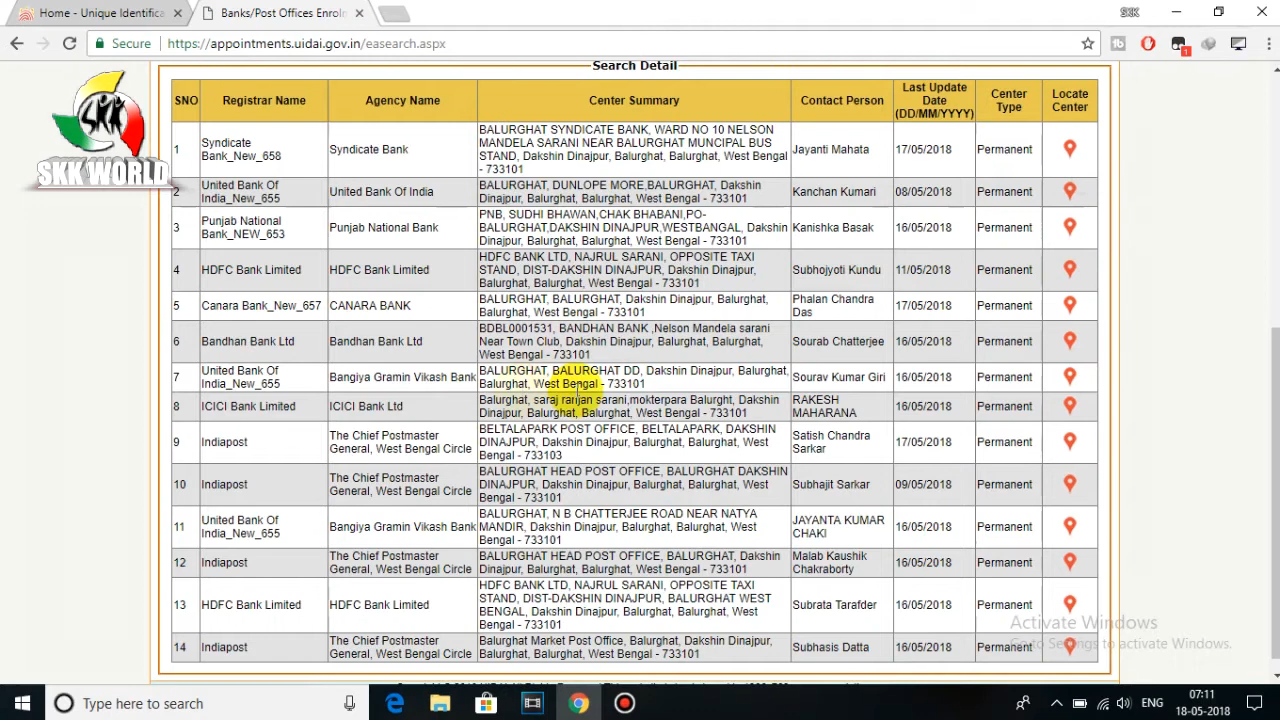 Home - Unique Identifica
Banks/Post Offices Enrolm
SKK
Secure
https://appointments.uidai.gov.in/easearch.aspx
1
SKK
SKK WORLD
Search Detail
SNO Registrar Name Agency Name Center Summary Contact Person Last Update Date (DD/MM/YYYY) Center Type Locate Center
1 Syndicate Bank_New_658 Syndicate Bank BALURGHAT SYNDICATE BANK, WARD NO 10 NELSON MANDELA SARANI NEAR BALURGHAT MUNCIPAL BUS STAND, Dakshin Dinajpur, Balurghat, Balurghat, West Bengal - 733101 Jayanti Mahata 17/05/2018 Permanent
2 United Bank Of India_New_655 United Bank Of India BALURGHAT, DUNLOPE MORE,BALURGHAT, Dakshin Dinajpur, Balurghat, Balurghat, West Bengal - 733101 Kanchan Kumari 08/05/2018 Permanent
3 Punjab National Bank_NEW_653 Punjab National Bank PNB, SUDHI BHAWAN,CHAK BHABANI,PO-BALURGHAT,DAKSHIN DINAJPUR,WESTBANGAL, Dakshin Dinajpur, Balurghat, Balurghat, West Bengal - 733101 Kanishka Basak 16/05/2018 Permanent
4 HDFC Bank Limited HDFC Bank Limited HDFC BANK LTD, NAJRUL SARANI, OPPOSITE TAXI STAND, DIST-DAKSHIN DINAJPUR, Dakshin Dinajpur, Balurghat, Balurghat, West Bengal - 733101 Subhojyoti Kundu 11/05/2018 Permanent
5 Canara Bank_New_657 CANARA BANK BALURGHAT, BALURGHAT, Dakshin Dinajpur, Balurghat, Balurghat, West Bengal - 733101 Phalan Chandra Das 17/05/2018 Permanent
6 Bandhan Bank Ltd Bandhan Bank Ltd BDBL0001531, BANDHAN BANK ,Nelson Mandela sarani Near Town Club, Dakshin Dinajpur, Balurghat, Balurghat, West Bengal - 733101 Sourab Chatterjee 16/05/2018 Permanent
7 United Bank Of India_New_655 Bangiya Gramin Vikash Bank BALURGHAT, BALURGHAT DD, Dakshin Dinajpur, Balurghat, Balurghat, West Bengal - 733101 Sourav Kumar Giri 16/05/2018 Permanent
8 ICICI Bank Limited ICICI Bank Ltd Balurghat, saraj ranjan sarani,mokterpara Balurght, Dakshin Dinajpur, Balurghat, Balurghat, West Bengal - 733101 RAKESH MAHARANA 16/05/2018 Permanent
9 Indiapost The Chief Postmaster General, West Bengal Circle BELTALAPARK POST OFFICE, BELTALAPARK, DAKSHIN DINAJPUR, Dakshin Dinajpur, Balurghat, Balurghat, West Bengal - 733103 Satish Chandra Sarkar 17/05/2018 Permanent
10 Indiapost The Chief Postmaster General, West Bengal Circle BALURGHAT HEAD POST OFFICE, BALURGHAT DAKSHIN DINAJPUR, Dakshin Dinajpur, Balurghat, Balurghat, West Bengal - 733101 Subhajit Sarkar 09/05/2018 Permanent
11 United Bank Of India_New_655 Bangiya Gramin Vikash Bank BALURGHAT, N B CHATTERJEE ROAD NEAR NATYA MANDIR, Dakshin Dinajpur, Balurghat, Balurghat, West Bengal - 733101 JAYANTA KUMAR CHAKI 16/05/2018 Permanent
12 Indiapost The Chief Postmaster General, West Bengal Circle BALURGHAT HEAD POST OFFICE, BALURGHAT, Dakshin Dinajpur, Balurghat, Balurghat, West Bengal - 733101 Malab Kaushik Chakraborty 16/05/2018 Permanent
13 HDFC Bank Limited HDFC Bank Limited HDFC BANK LTD, NAJRUL SARANI, OPPOSITE TAXI STAND, DIST-DAKSHIN DINAJPUR, BALURGHAT WEST BENGAL, Dakshin Dinajpur, Balurghat, Balurghat, West Bengal - 733101 Subrata Tarafder 16/05/2018 Permanent
14 Indiapost The Chief Postmaster General, West Bengal Circle Balurghat Market Post Office, Balurghat, Dakshin Dinajpur, Balurghat, Balurghat, West Bengal - 733101 Subhasis Datta 16/05/2018 Permanent
Activate Windows
Go to Settings to activate Windows.
Type here to search
ENG
07:11
18-05-2018